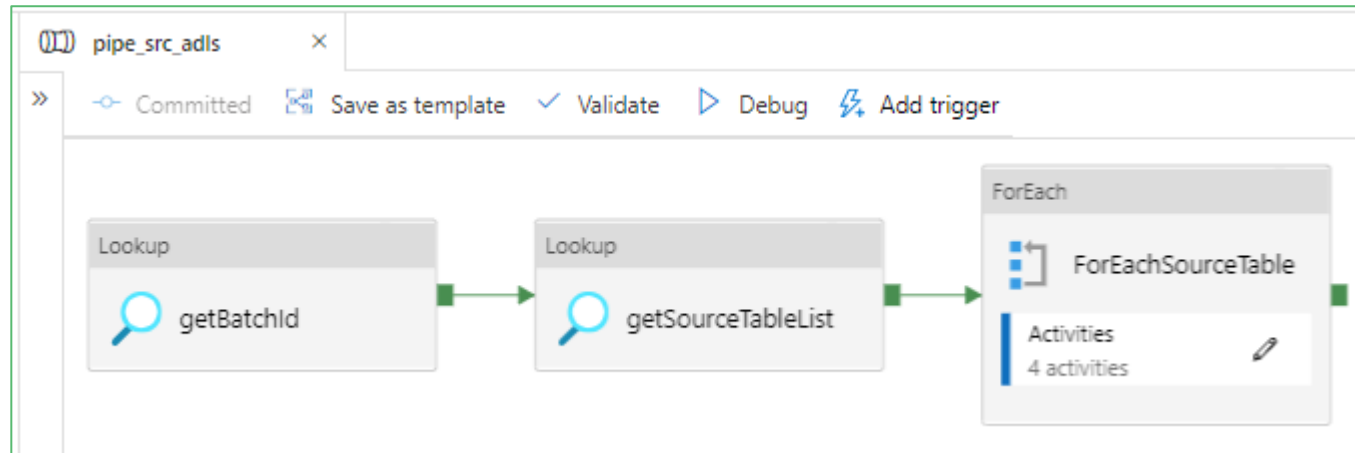 pipe_src_adls
Committed Save as template Validate Debug Add trigger
Lookup
getBatchId
Lookup
getSourceTableList
ForEach
ForEachSourceTable
Activities
4 activities